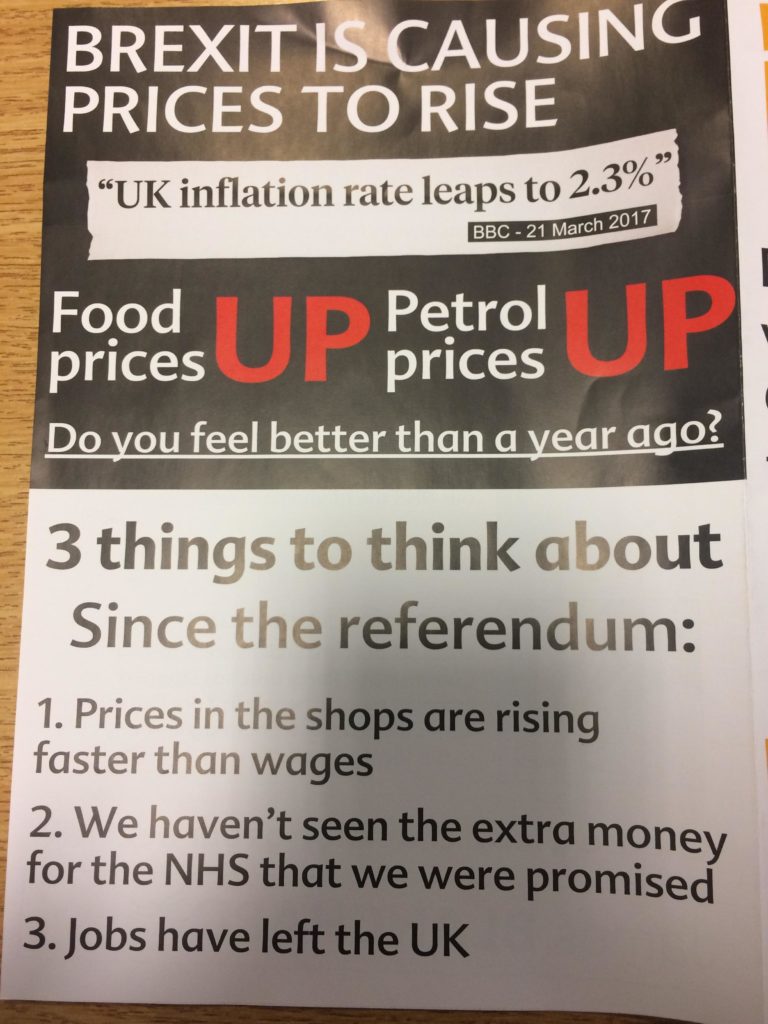 BREXIT IS CAUSING
PRICES TO RISE
“UK inflation rate leaps to 2.3%”
BBC - 21 March 2017
Food prices UP
Petrol prices UP
Do you feel better than a year ago?
3 things to think about
Since the referendum:
1. Prices in the shops are rising
faster than wages
2. We haven't seen the extra money
for the NHS that we were promised
3. Jobs have left the UK